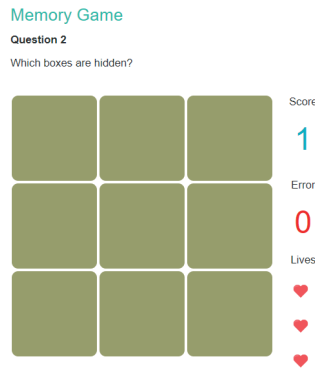 Memory Game
Question 2
Which boxes are hidden?
Score
1
Error
0
Lives